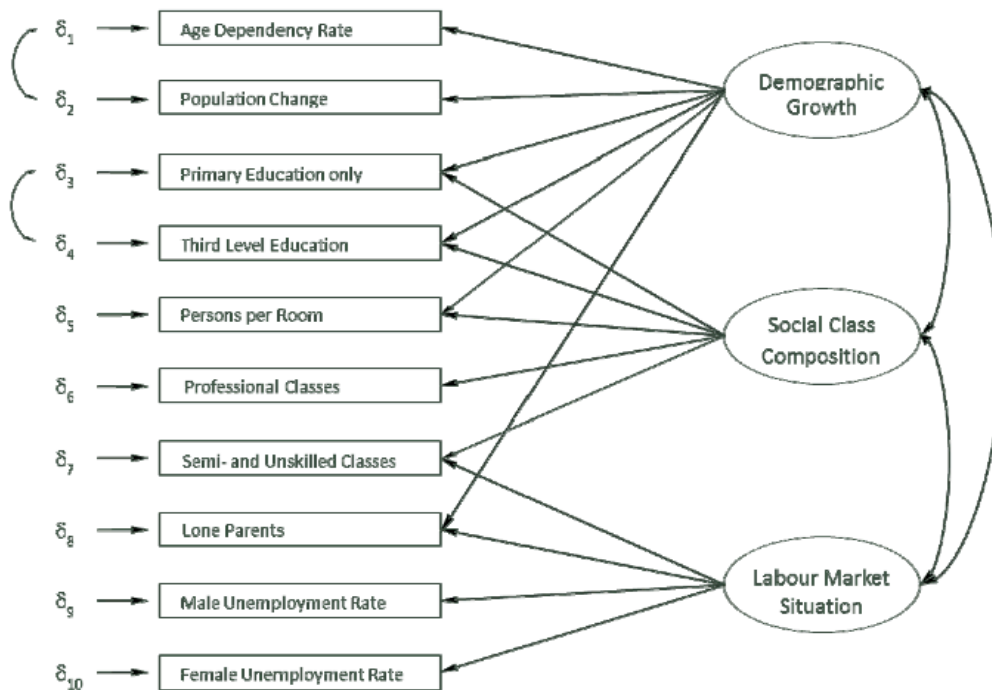 δ1 Age Dependency Rate
δ2 Population Change
δ3 Primary Education only
δ4 Third Level Education
δ5 Persons per Room
δ6 Professional Classes
δ7 Semi- and Unskilled Classes
δ8 Lone Parents
δ9 Male Unemployment Rate
δ10 Female Unemployment Rate
Demographic
Growth
Social Class
Composition
Labour Market
Situation